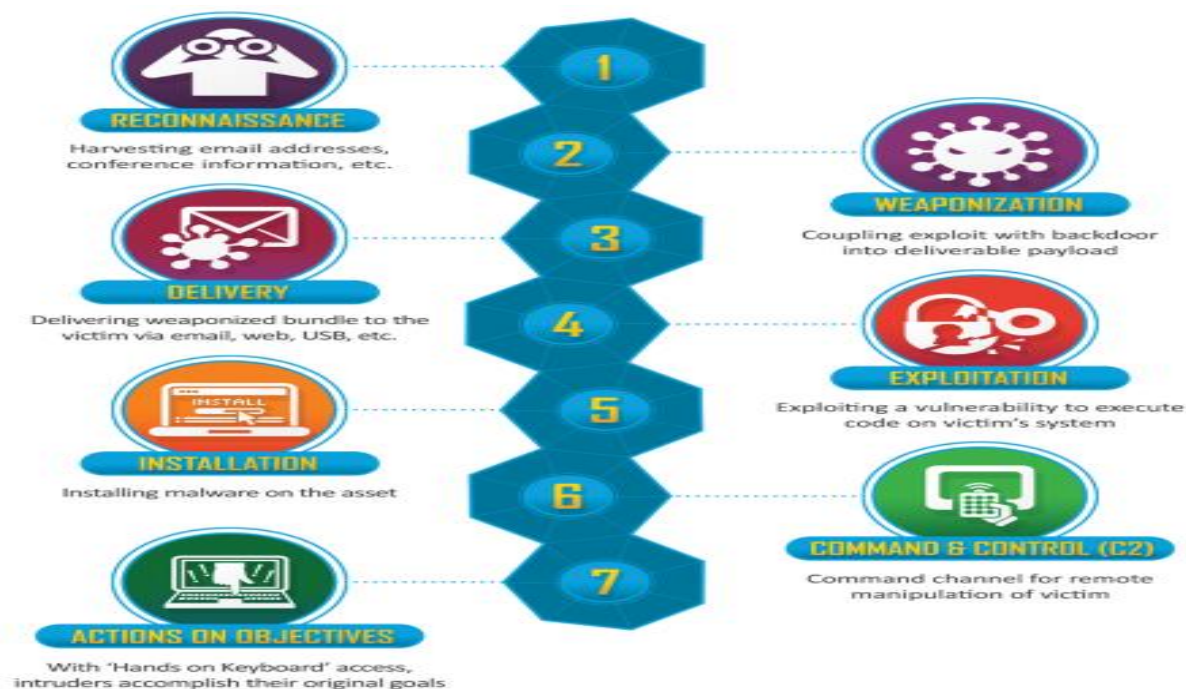 1
RECONNAISSANCE
Harvesting email addresses,
conference information, etc.
2
WEAPONIZATION
Coupling exploit with backdoor
into deliverable payload
3
DELIVERY
Delivering weaponized bundle to the
victim via email, web, USB, etc.
4
EXPLOITATION
Exploiting a vulnerability to execute
code on victim's system
5
INSTALL
INSTALLATION
Installing malware on the asset
6
COMMAND & CONTROL (C2)
Command channel for remote
manipulation of victim
7
ACTIONS ON OBJECTIVES
With 'Hands on Keyboard' access,
intruders accomplish their original goals